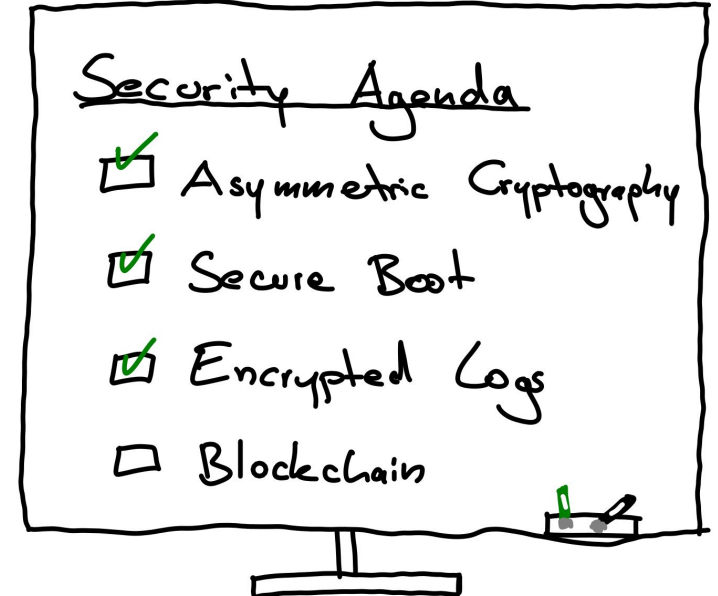 Security Agenda
Asymmetric Cryptography
Secure Boot
Encrypted Logs
Blockchain